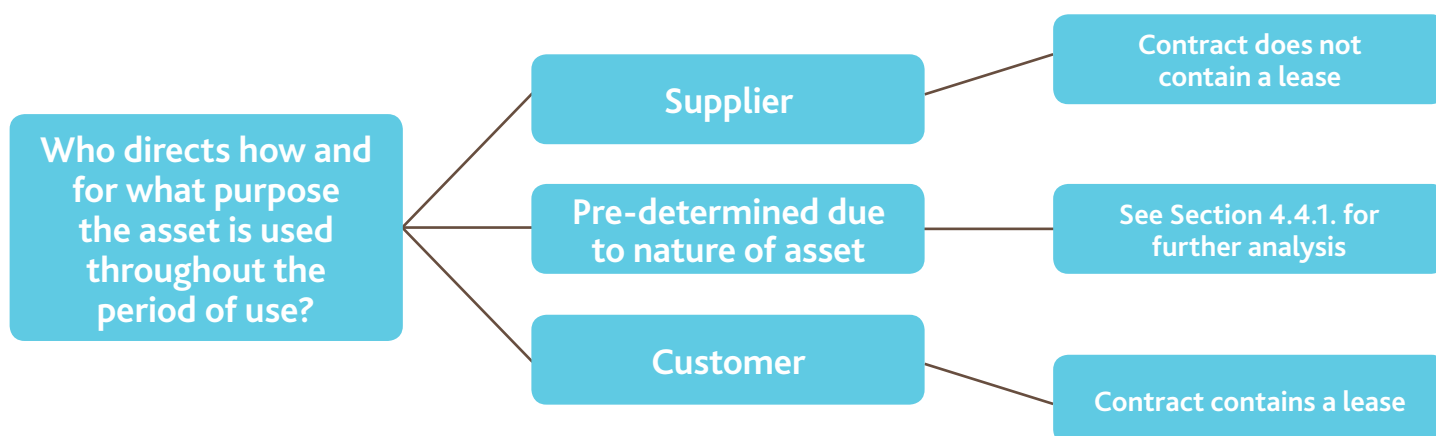 Who directs how and
for what purpose
the asset is used
throughout the
period of use?
Supplier
Contract does not
contain a lease
Pre-determined due
to nature of asset
See Section 4.4.1. for
further analysis
Customer
Contract contains a lease